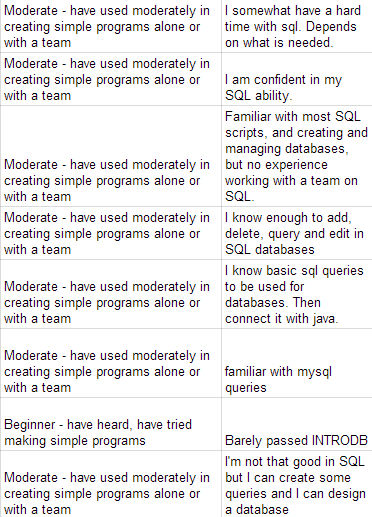 Moderate - have used moderately in
creating simple programs alone or
with a team
I somewhat have a hard
time with sql. Depends
on what is needed.
Moderate - have used moderately in
creating simple programs alone or
with a team
I am confident in my
SQL ability.
Moderate - have used moderately in
creating simple programs alone or
with a team
Familiar with most SQL
scripts, and creating and
managing databases,
but no experience
working with a team on
SQL.
Moderate - have used moderately in
creating simple programs alone or
with a team
I know enough to add,
delete, query and edit in
SQL databases
Moderate - have used moderately in
creating simple programs alone or
with a team
I know basic sql queries
to be used for
databases. Then
connect it with java.
Moderate - have used moderately in
creating simple programs alone or
with a team
familiar with mysql
queries
Beginner - have heard, have tried
making simple programs
Barely passed INTRODB
Moderate - have used moderately in
creating simple programs alone or
with a team
I'm not that good in SQL
but I can create some
queries and I can design
a database